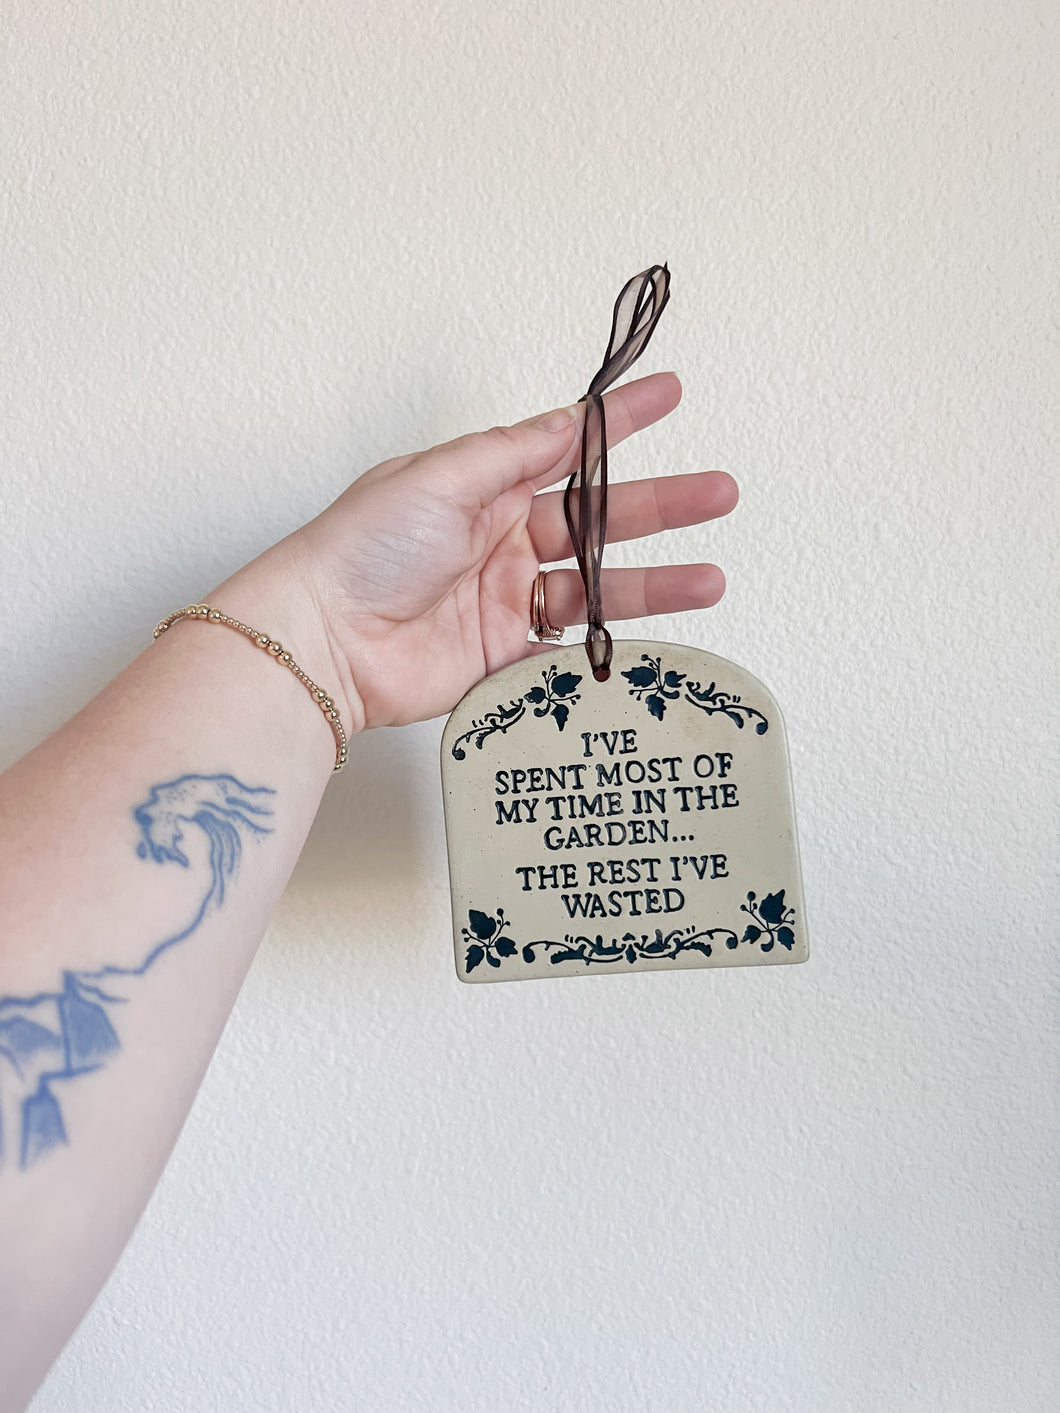 I'VE
SPENT MOST OF
MY TIME IN THE
GARDEN...
THE REST I'VE
WASTED